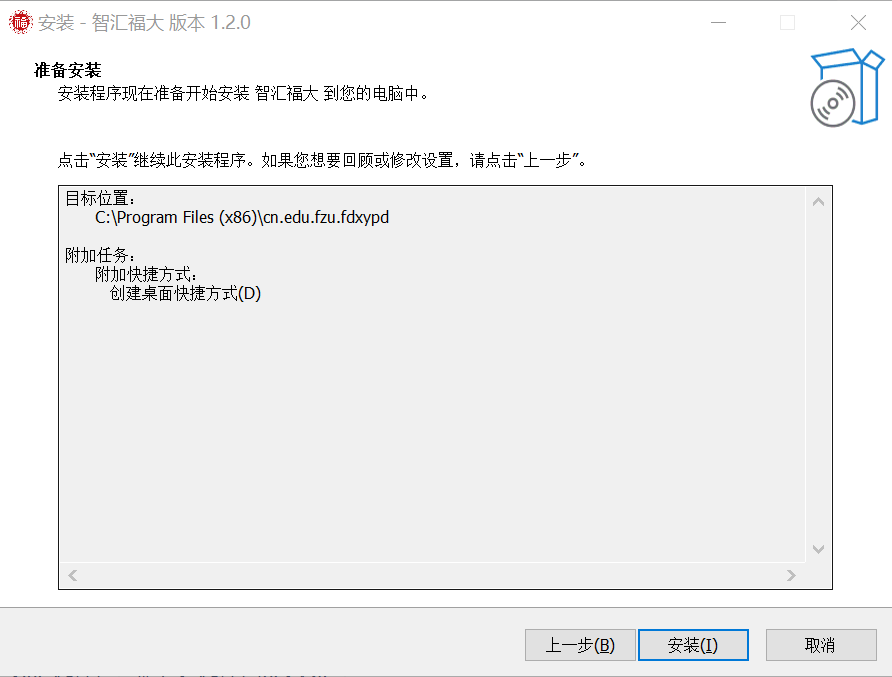 安装 - 智汇福大 版本 1.2.0
准备安装
安装程序现在准备开始安装 智汇福大 到您的电脑中。
点击“安装”继续此安装程序。如果您想要回顾或修改设置，请点击“上一步”。
目标位置：
C:\Program Files (x86)\cn.edu.fzu.fdxypd
附加任务：
附加快捷方式：
创建桌面快捷方式(D)
上一步(B) 安装(I) 取消